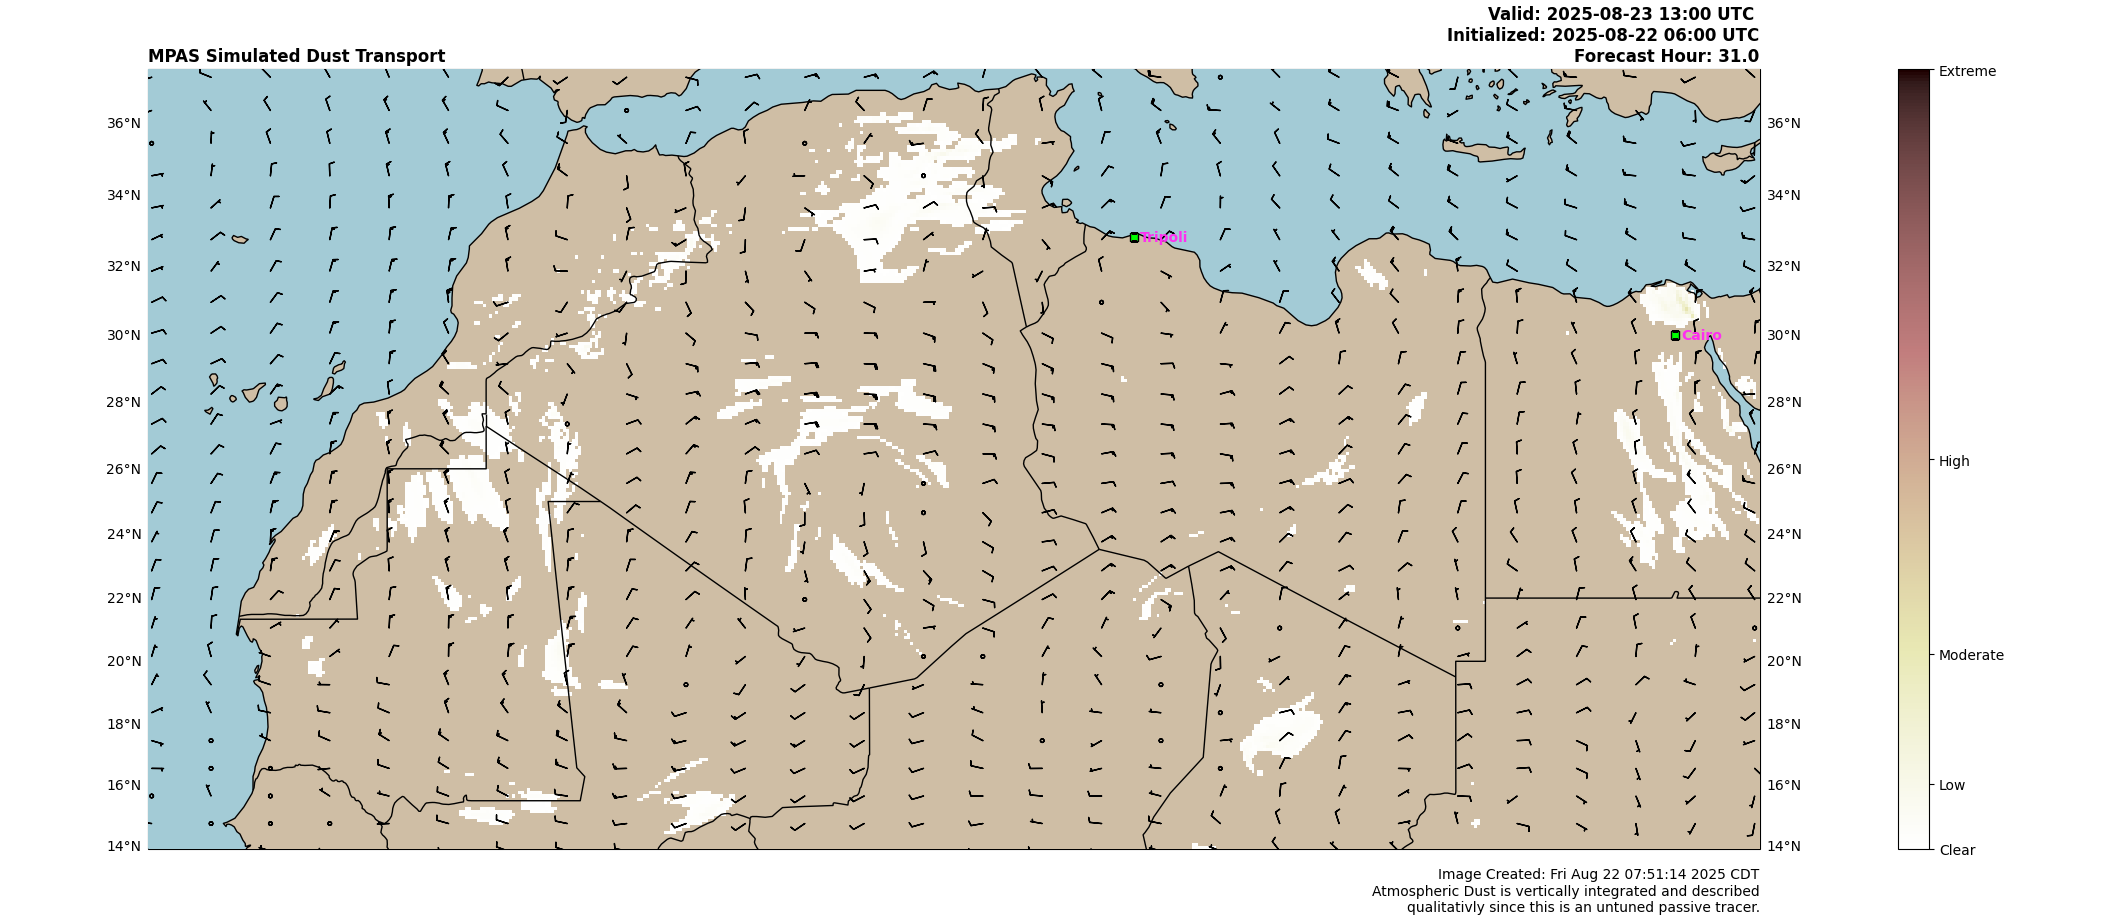 Valid: 2025-08-23 13:00 UTC
Initialized: 2025-08-22 06:00 UTC
MPAS Simulated Dust Transport
Forecast Hour: 31.0
Extreme
36°N
36°N
34°N
34°N
Tripoli
32°N
32°N
30°N
Cairo
30°N
28°N
28°N
26°N
26°N
High
24°N
24°N
22°N
22°N
20°N
20°N
Moderate
18°N
18°N
16°N
16°N
Low
14°N
14°N
Clear
Image Created: Fri Aug 22 07:51:14 2025 CDT
Atmospheric Dust is vertically integrated and described
qualitativly since this is an untuned passive tracer.